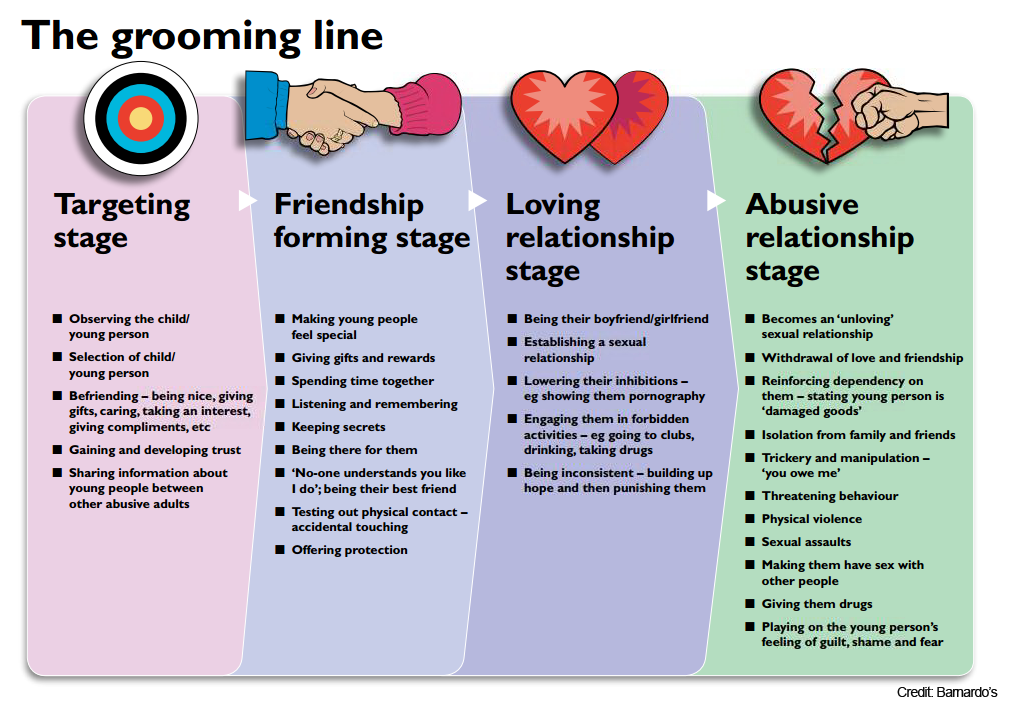 The grooming line
Targeting
stage
■ Observing the child/
young person
■ Selection of child/
young person
■ Befriending – being nice, giving
gifts, caring, taking an interest,
giving compliments, etc
■ Gaining and developing trust
■ Sharing information about
young people between
other abusive adults
Friendship
forming stage
■ Making young people
feel special
■ Giving gifts and rewards
■ Spending time together
■ Listening and remembering
■ Keeping secrets
■ Being there for them
■ ‘No-one understands you like
I do’; being their best friend
■ Testing out physical contact –
accidental touching
■ Offering protection
Loving
relationship
stage
■ Being their boyfriend/girlfriend
■ Establishing a sexual
relationship
■ Lowering their inhibitions –
eg showing them pornography
■ Engaging them in forbidden
activities – eg going to clubs,
drinking, taking drugs
■ Being inconsistent – building up
hope and then punishing them
Abusive
relationship
stage
■ Becomes an ‘unloving’
sexual relationship
■ Withdrawal of love and friendship
■ Reinforcing dependency on
them – stating young person is
‘damaged goods’
■ Isolation from family and friends
■ Trickery and manipulation –
‘you owe me’
■ Threatening behaviour
■ Physical violence
■ Sexual assaults
■ Making them have sex with
other people
■ Giving them drugs
■ Playing on the young person’s
feeling of guilt, shame and fear
Credit: Barnardo’s